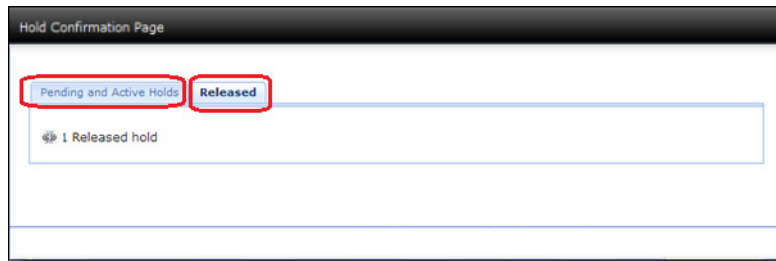 Hold Confirmation Page
Pending and Active Holds Released
1 Released hold